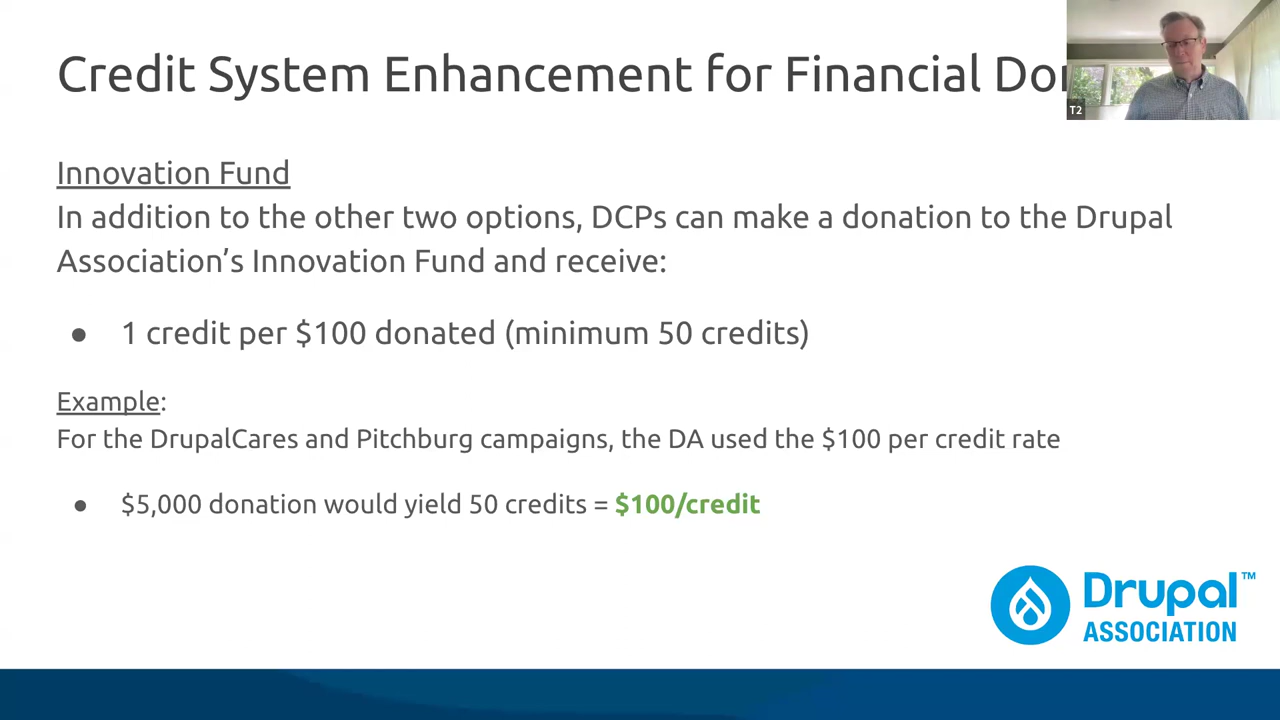 Credit System Enhancement for Financial Do
T2
Innovation Fund
In addition to the other two options, DCPs can make a donation to the Drupal
Association’s Innovation Fund and receive:
● 1 credit per $100 donated (minimum 50 credits)
Example:
For the DrupalCares and Pitchburg campaigns, the DA used the $100 per credit rate
● $5,000 donation would yield 50 credits = $100/credit
Drupal™
ASSOCIATION